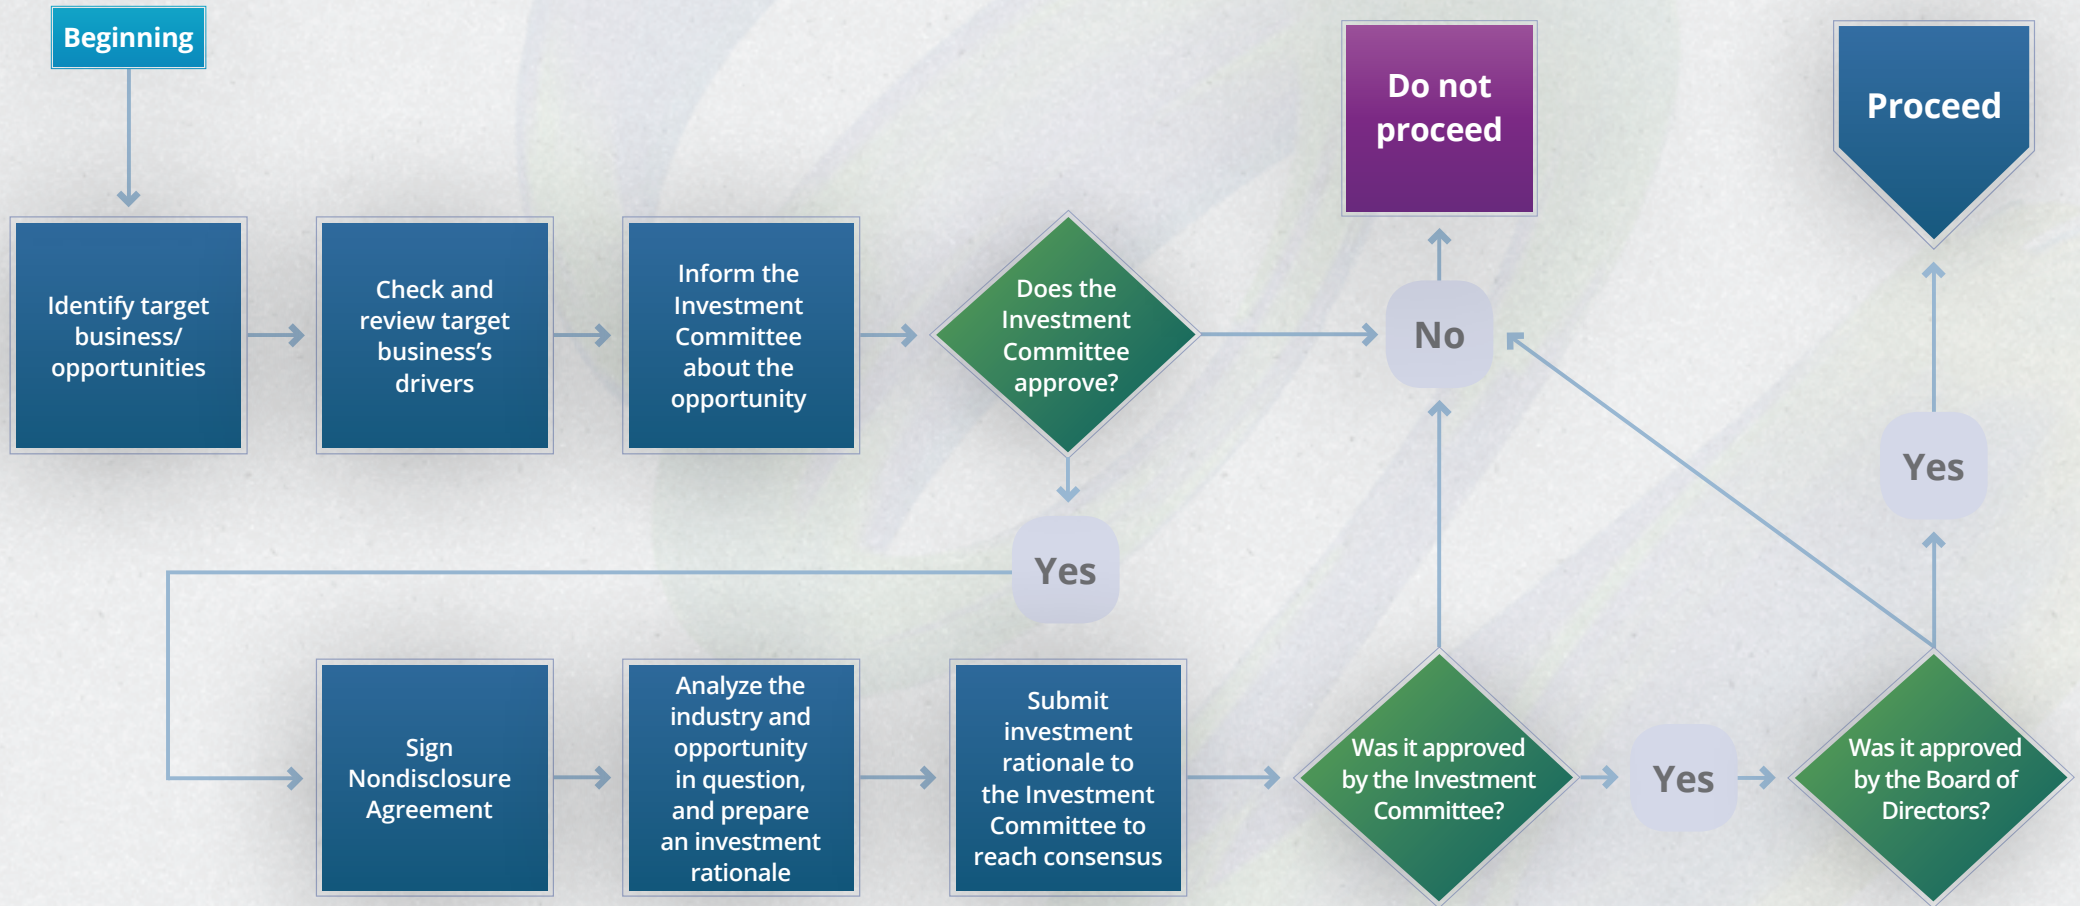 Beginning
Do not
proceed
Proceed
Identify target
business/
opportunities
Check and
review target
business’s
drivers
Inform the
Investment
Committee
about the
opportunity
Does the
Investment
Committee
approve?
No
Yes
Yes
Sign
Nondisclosure
Agreement
Analyze the
industry and
opportunity
in question,
and prepare
an investment
rationale
Submit
investment
rationale to
the Investment
Committee to
reach consensus
Was it approved
by the Investment
Committee?
Yes
Was it approved
by the Board of
Directors?